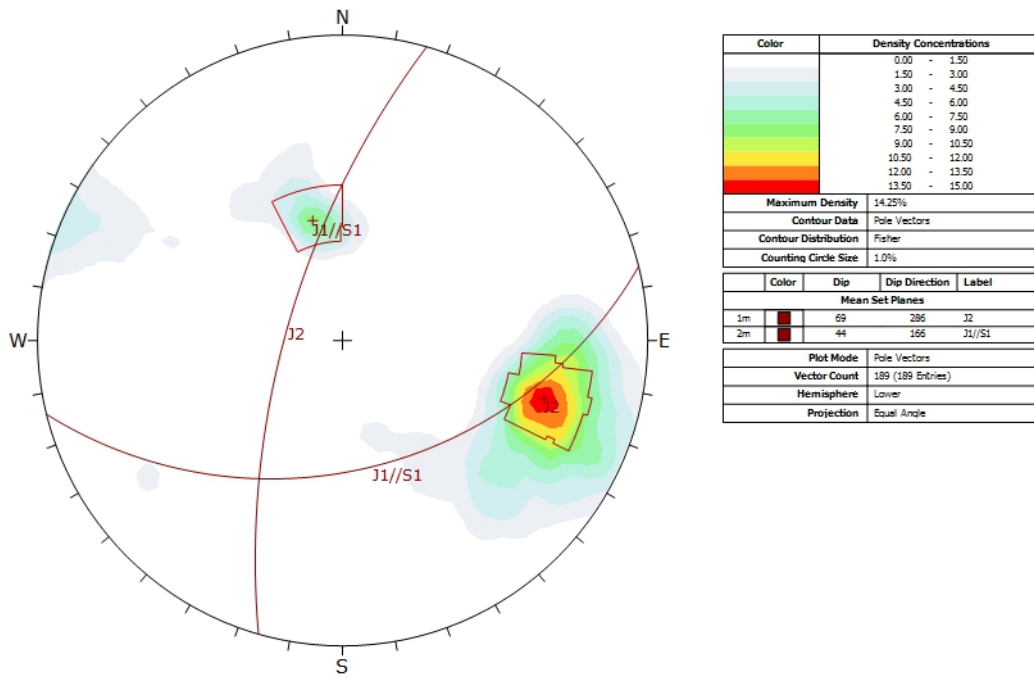 N
W
E
S
J1//S1
J2
J2
J1//S1
Color Density Concentrations
0.00 - 1.50
1.50 - 3.00
3.00 - 4.50
4.50 - 6.00
6.00 - 7.50
7.50 - 9.00
9.00 - 10.50
10.50 - 12.00
12.00 - 13.50
13.50 - 15.00
Maximum Density 14.25%
Contour Data Pole Vectors
Contour Distribution Fisher
Counting Circle Size 1.0%
Color Dip Dip Direction Label
Mean Set Planes
1m 69 286 J2
2m 44 166 J1//S1
Plot Mode Pole Vectors
Vector Count 189 (189 Entries)
Hemisphere Lower
Projection Equal Angle